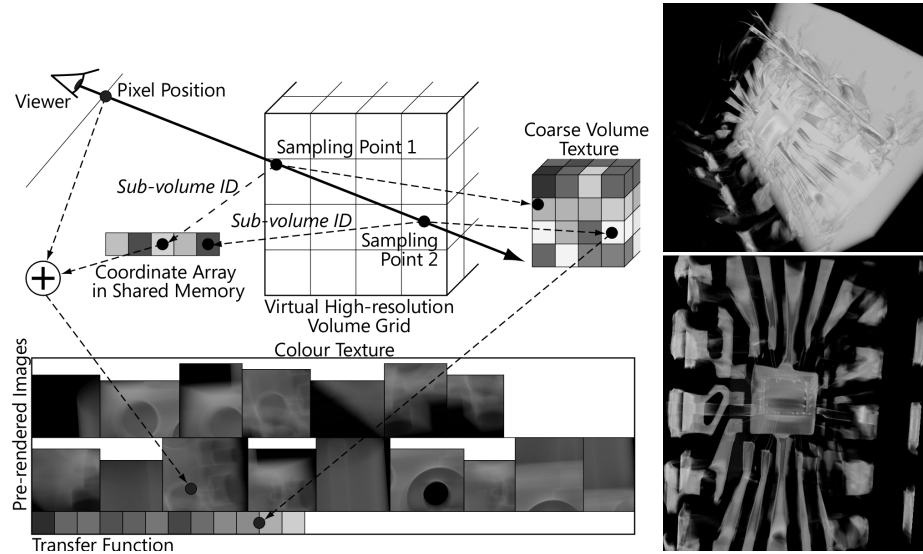 Viewer
Pixel Position
Sampling Point 1
Coarse Volume
Texture
Sub-volume ID
Sub-volume ID
Sampling
Point 2
Coordinate Array
in Shared Memory
Virtual High-resolution
Volume Grid
Colour Texture
Pre-rendered Images
Transfer Function